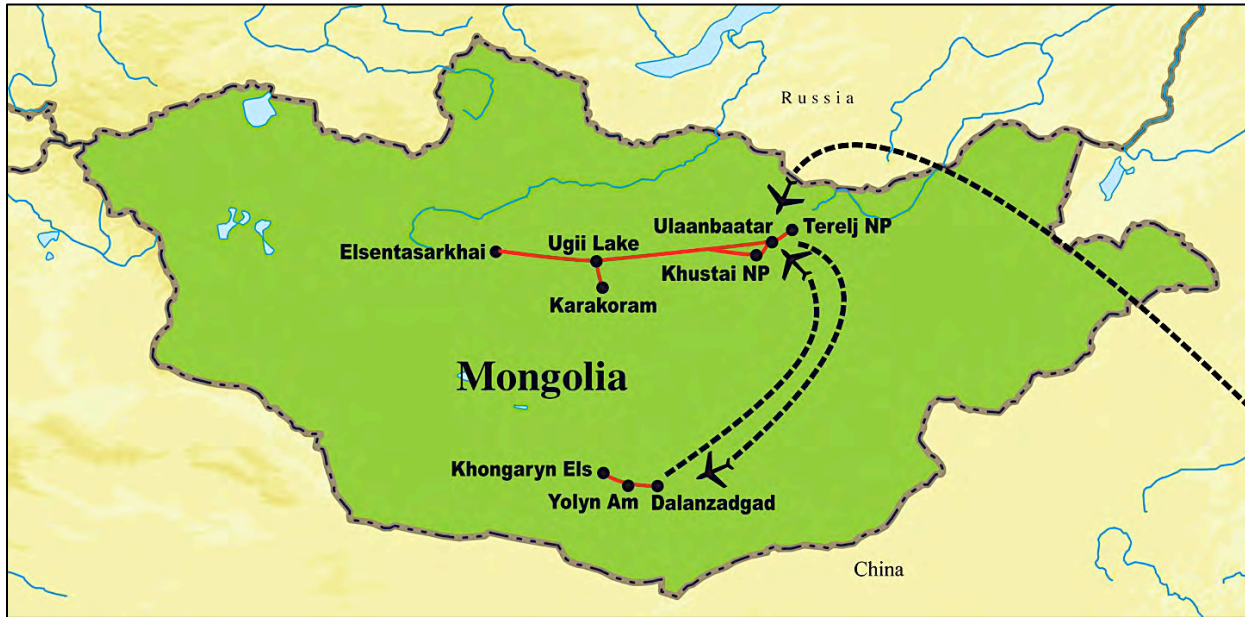 Russia
Ulaanbaatar
Terelj NP
Elsentasarkhai
Ugii Lake
Khustai NP
Karakoram
Mongolia
Khongaryn Els
Yolyn Am
Dalanzadgad
China